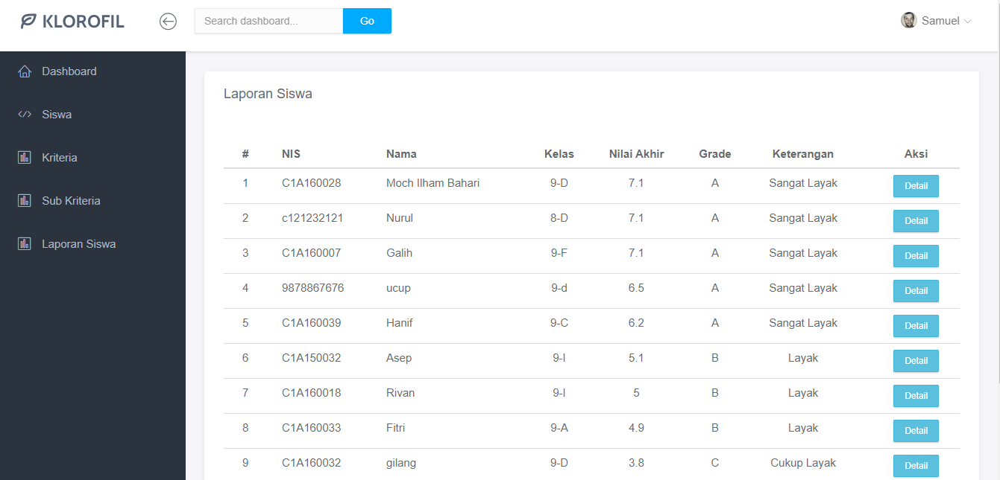 KLOROFIL
Search dashboard...
Go
Samuel
Dashboard
Siswa
Kriteria
Sub Kriteria
Laporan Siswa
Laporan Siswa
# NIS Nama Kelas Nilai Akhir Grade Keterangan Aksi
1 C1A160028 Moch Ilham Bahari 9-D 7.1 A Sangat Layak Detail
2 c121232121 Nurul 8-D 7.1 A Sangat Layak Detail
3 C1A160007 Galih 9-F 7.1 A Sangat Layak Detail
4 9878867676 ucup 9-d 6.5 A Sangat Layak Detail
5 C1A160039 Hanif 9-C 6.2 A Sangat Layak Detail
6 C1A150032 Asep 9-I 5.1 B Layak Detail
7 C1A160018 Rivan 9-I 5 B Layak Detail
8 C1A160033 Fitri 9-A 4.9 B Layak Detail
9 C1A160032 gilang 9-D 3.8 C Cukup Layak Detail